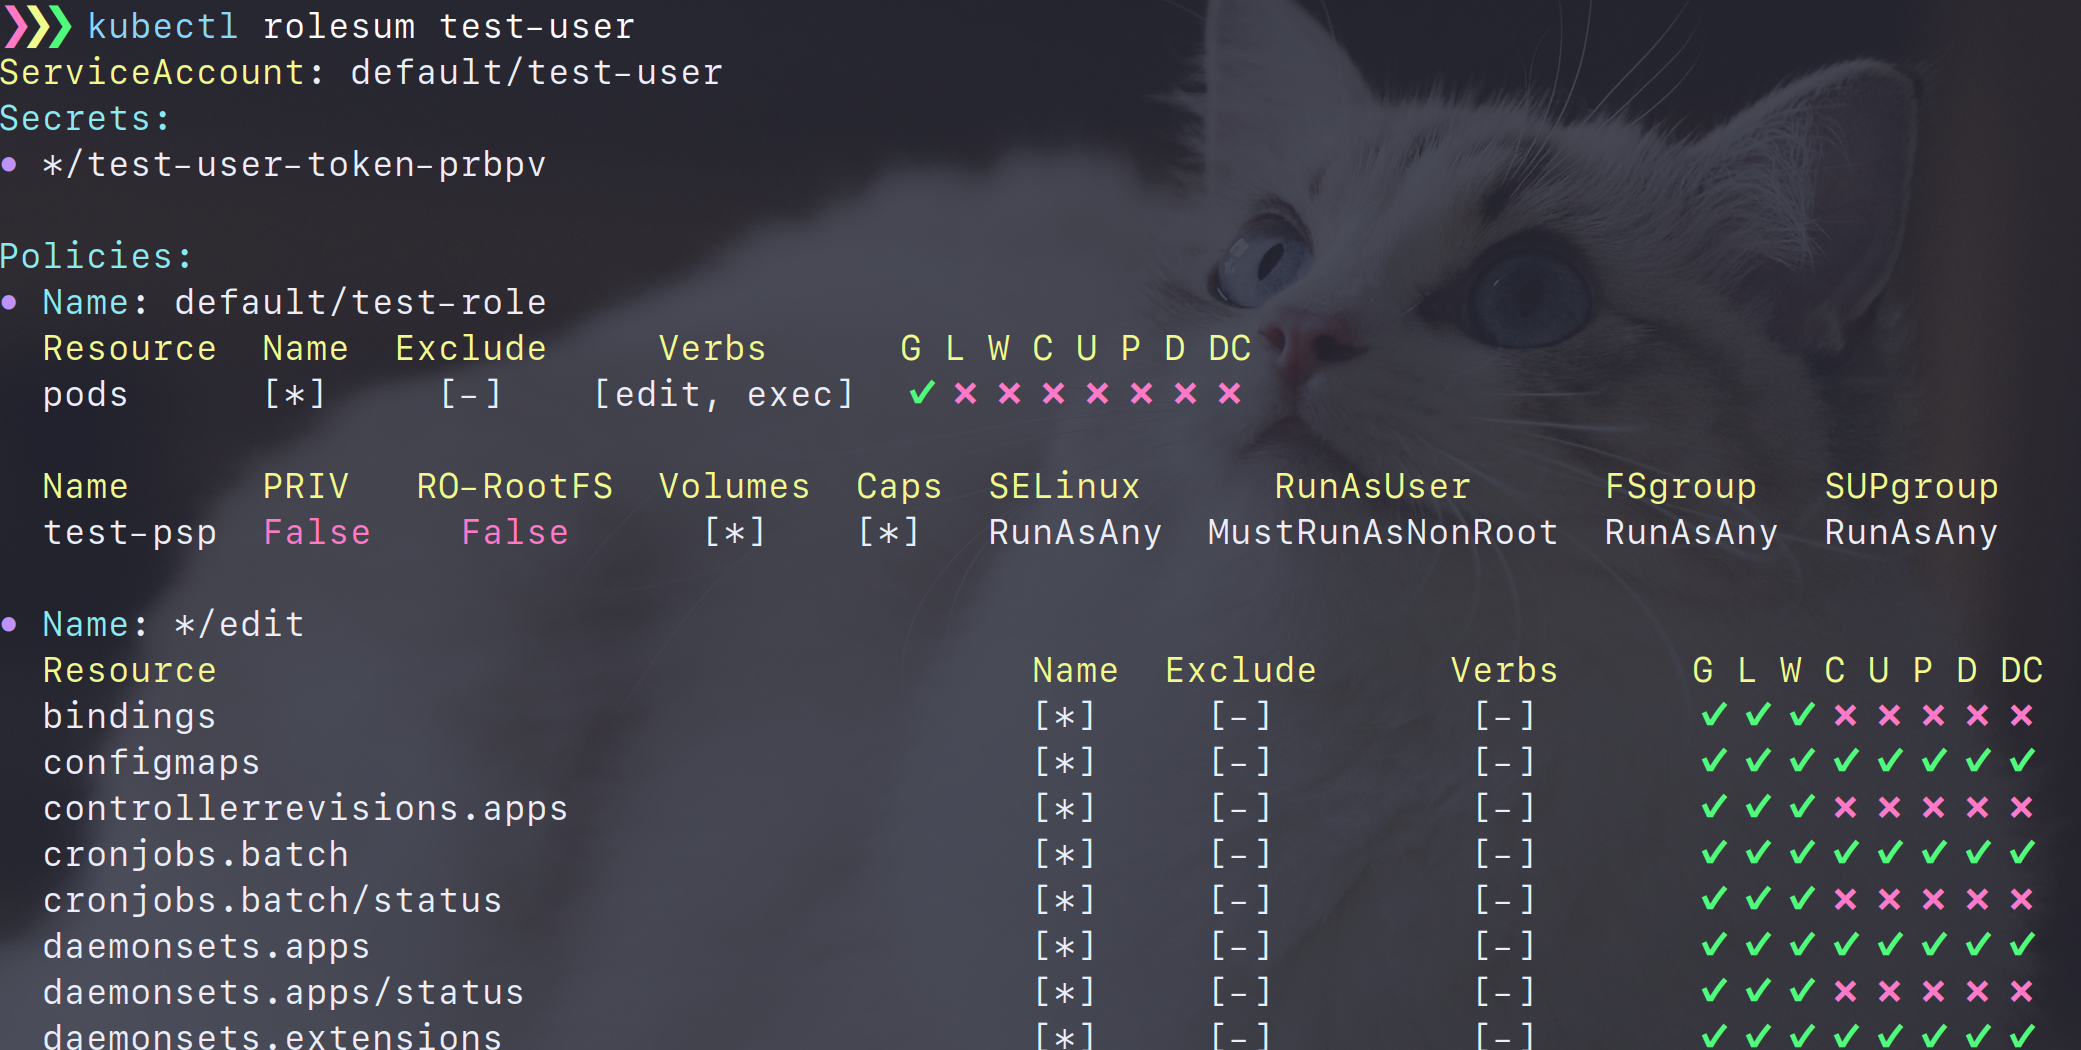 ❯❯❯ kubectl rolesum test-user
ServiceAccount: default/test-user
Secrets:
• */test-user-token-prbpv
Policies:
• Name: default/test-role
Resource Name Exclude Verbs G L W C U P D DC
pods [*] [-] [edit, exec] ✓ ✗ ✗ ✗ ✗ ✗ ✗ ✗
Name PRIV RO-RootFS Volumes Caps SELinux RunAsUser FSgroup SUPgroup
test-psp False False [*] [*] RunAsAny MustRunAsNonRoot RunAsAny RunAsAny
• Name: */edit
Resource Name Exclude Verbs G L W C U P D DC
bindings [*] [-] [-] ✓ ✓ ✓ ✗ ✗ ✗ ✗ ✗
configmaps [*] [-] [-] ✓ ✓ ✓ ✓ ✓ ✓ ✓ ✓
controllerrevisions.apps [*] [-] [-] ✓ ✓ ✓ ✗ ✗ ✗ ✗ ✗
cronjobs.batch [*] [-] [-] ✓ ✓ ✓ ✓ ✓ ✓ ✓ ✓
cronjobs.batch/status [*] [-] [-] ✓ ✓ ✓ ✗ ✗ ✗ ✗ ✗
daemonsets.apps [*] [-] [-] ✓ ✓ ✓ ✓ ✓ ✓ ✓ ✓
daemonsets.apps/status [*] [-] [-] ✓ ✓ ✓ ✗ ✗ ✗ ✗ ✗
daemonsets.extensions [*] [-] [-] ✓ ✓ ✓ ✓ ✓ ✓ ✓ ✓